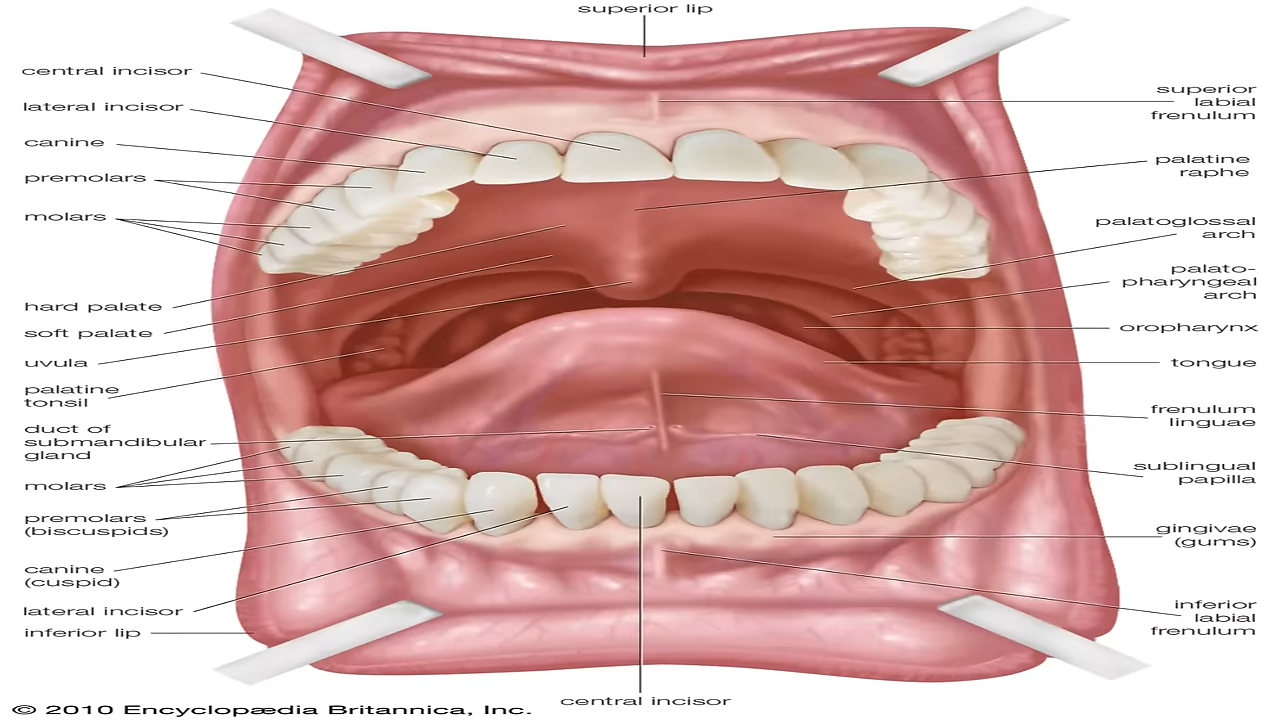 superior lip
central incisor
lateral incisor
canine
premolars
molars
hard palate
soft palate
uvula
palatine
tonsil
duct of
submandibular
gland
molars
premolars
(biscuspids)
canine
(cuspid)
lateral incisor
inferior lip
superior
labial
frenulum
palatine
raphe
palatoglossal
arch
palato-
pharyngeal
arch
oropharynx
tongue
frenulum
linguae
sublingual
papilla
gingivae
(gums)
inferior
labial
frenulum
central incisor
© 2010 Encyclopædia Britannica, Inc.